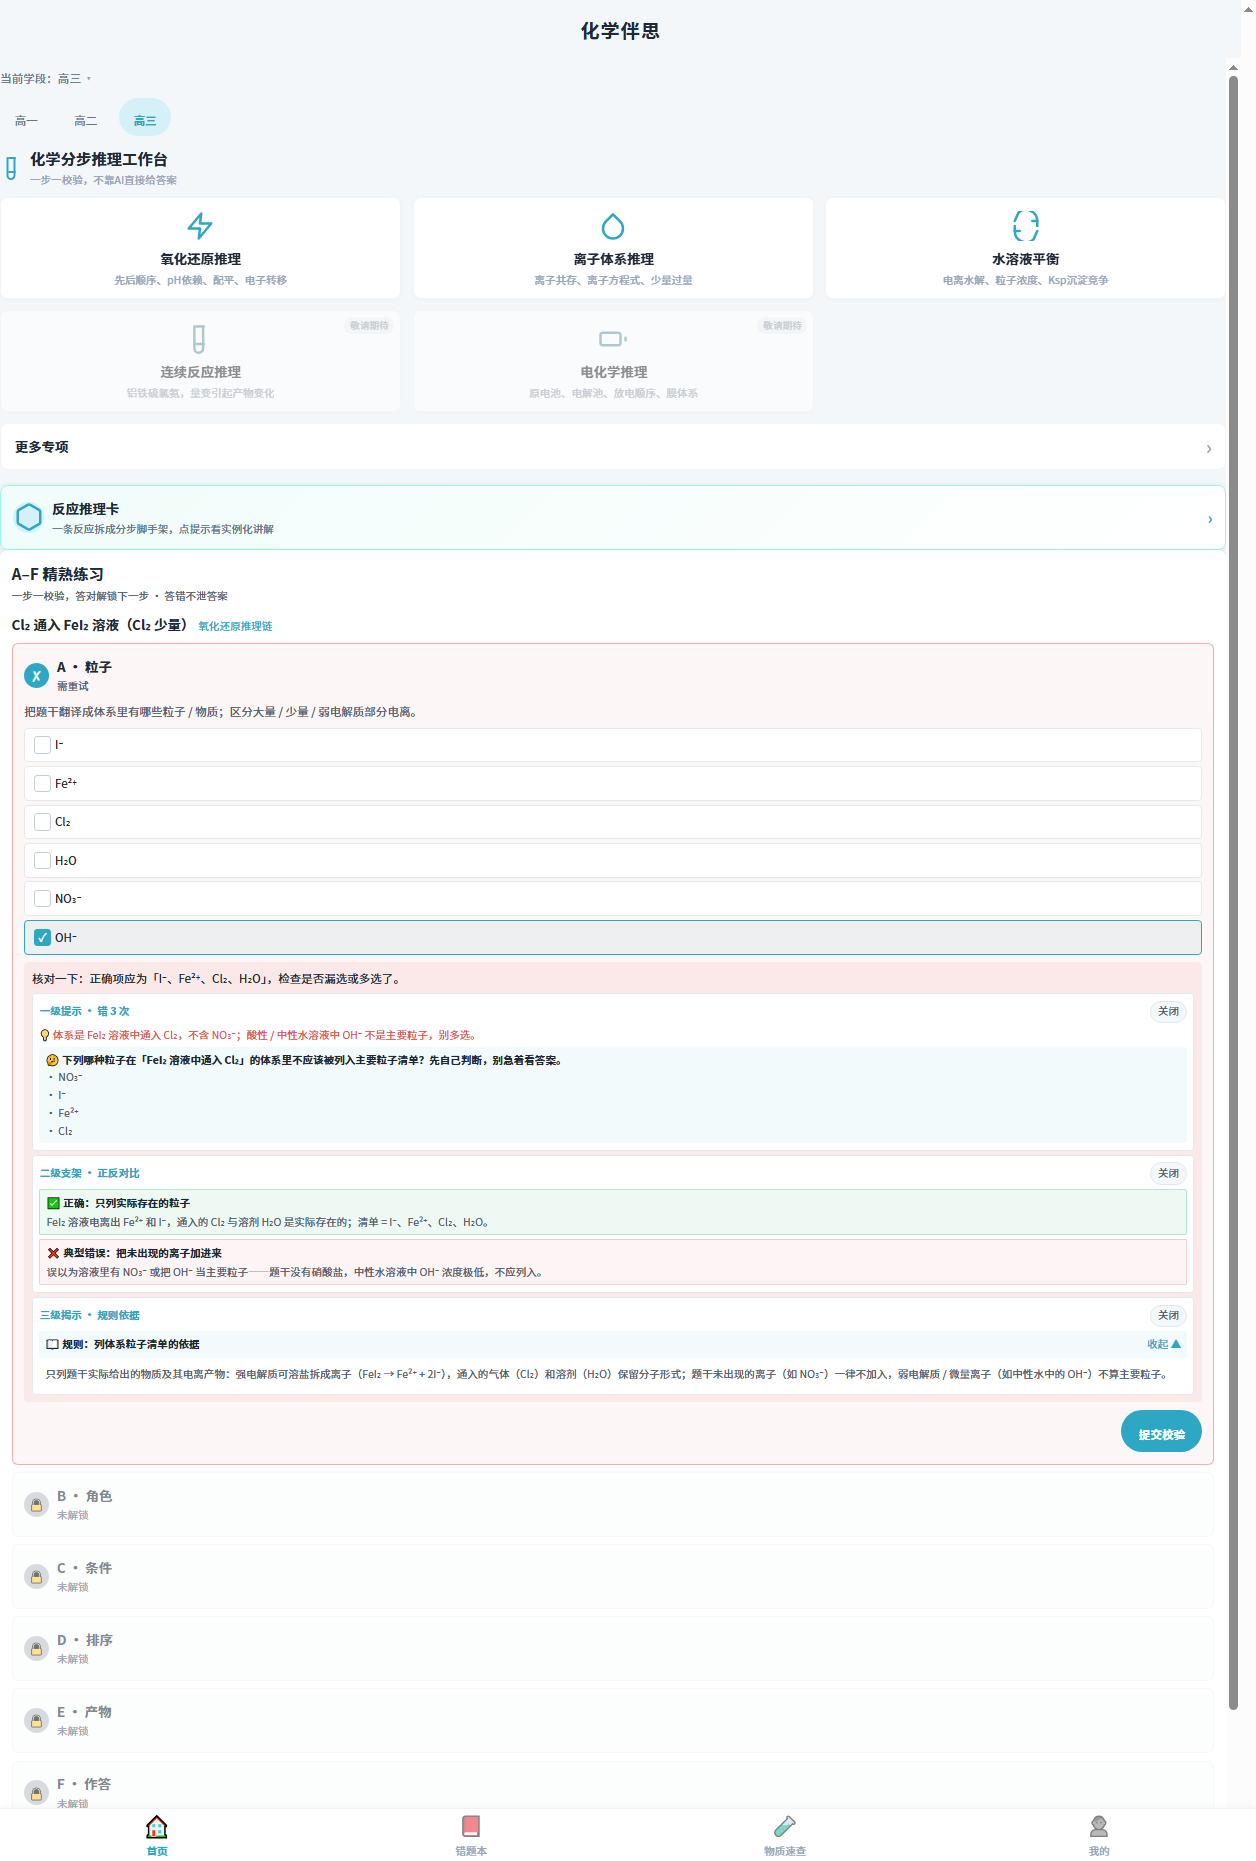 化学伴思
当前学段：高三
高一
高二
高三
化学分步推理工作台
一步一校验，不靠AI直接给答案
氧化还原推理
先后顺序、pH依赖、配平、电子转移
离子体系推理
离子共存、离子方程式、少量过量
水溶液平衡
电离水解、粒子浓度、Ksp沉淀竞争
敬请期待
连续反应推理
铝铁硫氯氮，量变引起产物变化
敬请期待
电化学推理
原电池、电解池、放电顺序、膜体系
更多专项 ›
反应推理卡
一条反应拆成分步脚手架，点提示看实例化讲解 ›
A–F 精熟练习
一步一校验，答对解锁下一步 · 答错不泄答案
Cl₂ 通入 FeI₂ 溶液（Cl₂ 少量） 氧化还原推理链
✗
A · 粒子
需重试
把题干翻译成体系里有哪些粒子 / 物质；区分大量 / 少量 / 弱电解质部分电离。
I⁻
Fe²⁺
Cl₂
H₂O
NO₃⁻
✓ OH⁻
核对一下：正确项应为「I⁻、Fe²⁺、Cl₂、H₂O」，检查是否漏选或多选了。
一级提示 · 错 3 次 关闭
💡 体系是 FeI₂ 溶液中通入 Cl₂，不含 NO₃⁻；酸性 / 中性水溶液中 OH⁻ 不是主要粒子，别多选。
🤔 下列哪种粒子在「FeI₂ 溶液中通入 Cl₂」的体系里不应该被列入主要粒子清单？先自己判断，别急着看答案。
· NO₃⁻
· I⁻
· Fe²⁺
· Cl₂
二级支架 · 正反对比 关闭
✅ 正确：只列实际存在的粒子
FeI₂ 溶液电离出 Fe²⁺ 和 I⁻，通入的 Cl₂ 与溶剂 H₂O 是实际存在的；清单 = I⁻、Fe²⁺、Cl₂、H₂O。
❌ 典型错误：把未出现的离子加进来
误以为溶液里有 NO₃⁻ 或把 OH⁻ 当主要粒子——题干没有硝酸盐，中性水溶液中 OH⁻ 浓度极低，不应列入。
三级揭示 · 规则依据 关闭
📖 规则：列体系粒子清单的依据 收起 ▲
只列题干实际给出的物质及其电离产物：强电解质可溶盐拆成离子（FeI₂ → Fe²⁺ + 2I⁻），通入的气体（Cl₂）和溶剂（H₂O）保留分子形式；题干未出现的离子（如 NO₃⁻）一律不加入，弱电解质 / 微量离子（如中性水中的 OH⁻）不算主要粒子。
提交校验
B · 角色
未解锁
C · 条件
未解锁
D · 排序
未解锁
E · 产物
未解锁
F · 作答
未解锁
首页
错题本
物质速查
我的